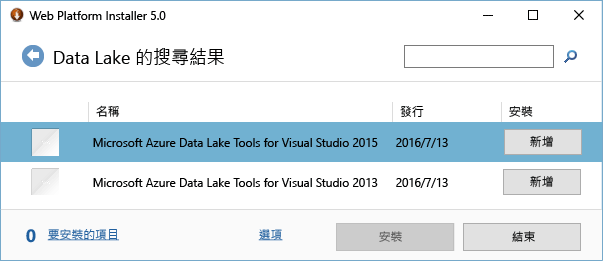 Web Platform Installer 5.0
Data Lake 的搜尋結果
名稱 發行 安裝
Microsoft Azure Data Lake Tools for Visual Studio 2015 2016/7/13 新增
Microsoft Azure Data Lake Tools for Visual Studio 2013 2016/7/13 新增
0 要安裝的項目 選項 安裝 結束